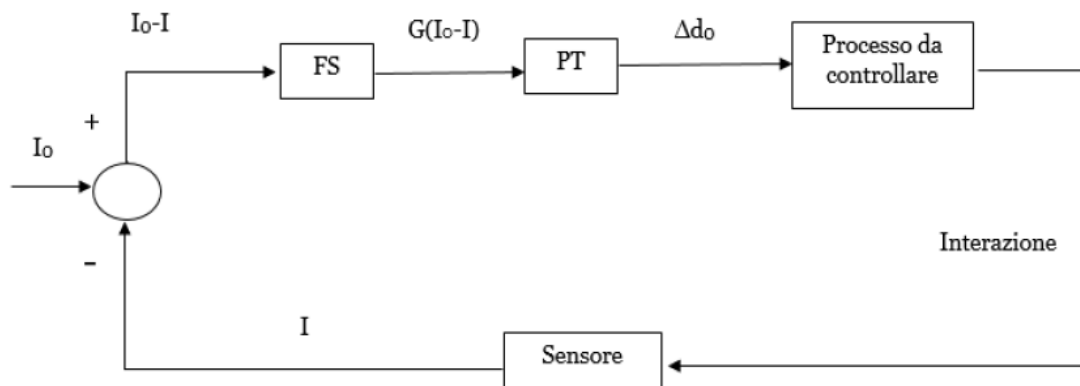 I₀-I
G(I₀-I)
Δd₀
FS
PT
Processo da
controllare
+
I₀
-
Interazione
I
Sensore